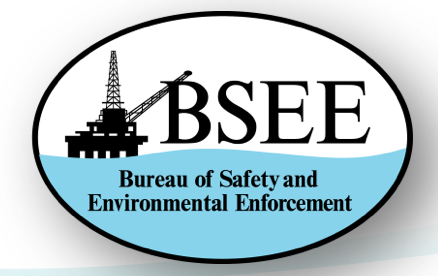 BSEE
Bureau of Safety and
Environmental Enforcement